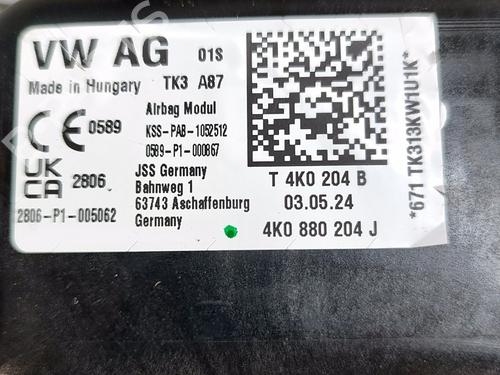 VW AG 01S
Made in Hungary TK3 A87
CE 0589
Airbag Modul
KSS-PAB-1052512
0589-P1-000867
UK CA 2806
JSS Germany
Bahnweg 1
63743 Aschaffenburg
Germany
2806-P1-005062
T 4K0 204 B
03.05.24
4K0 880 204 J
*671 TK313KW1U1K*